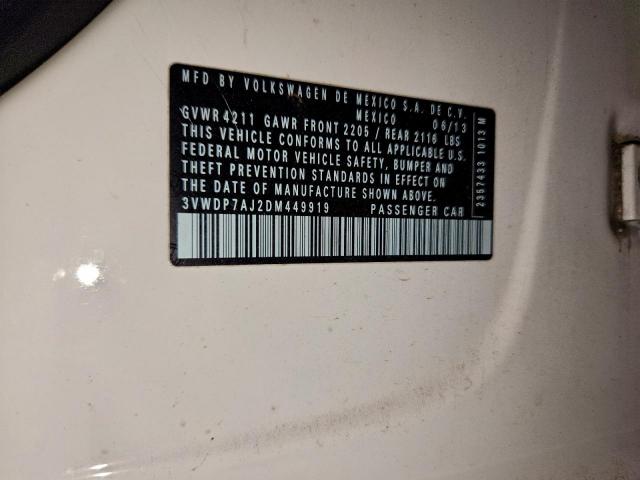 MFD BY VOLKSWAGEN DE MEXICO S.A. DE C.V.
MEXICO 06/13
GVWR 4211 GAWR FRONT 2205 / REAR 2116 LBS
THIS VEHICLE CONFORMS TO ALL APPLICABLE U.S.
FEDERAL MOTOR VEHICLE SAFETY, BUMPER AND
THEFT PREVENTION STANDARDS IN EFFECT ON
THE DATE OF MANUFACTURE SHOWN ABOVE.
3VWDP7AJ2DM449919 PASSENGER CAR
2357433 1013 M